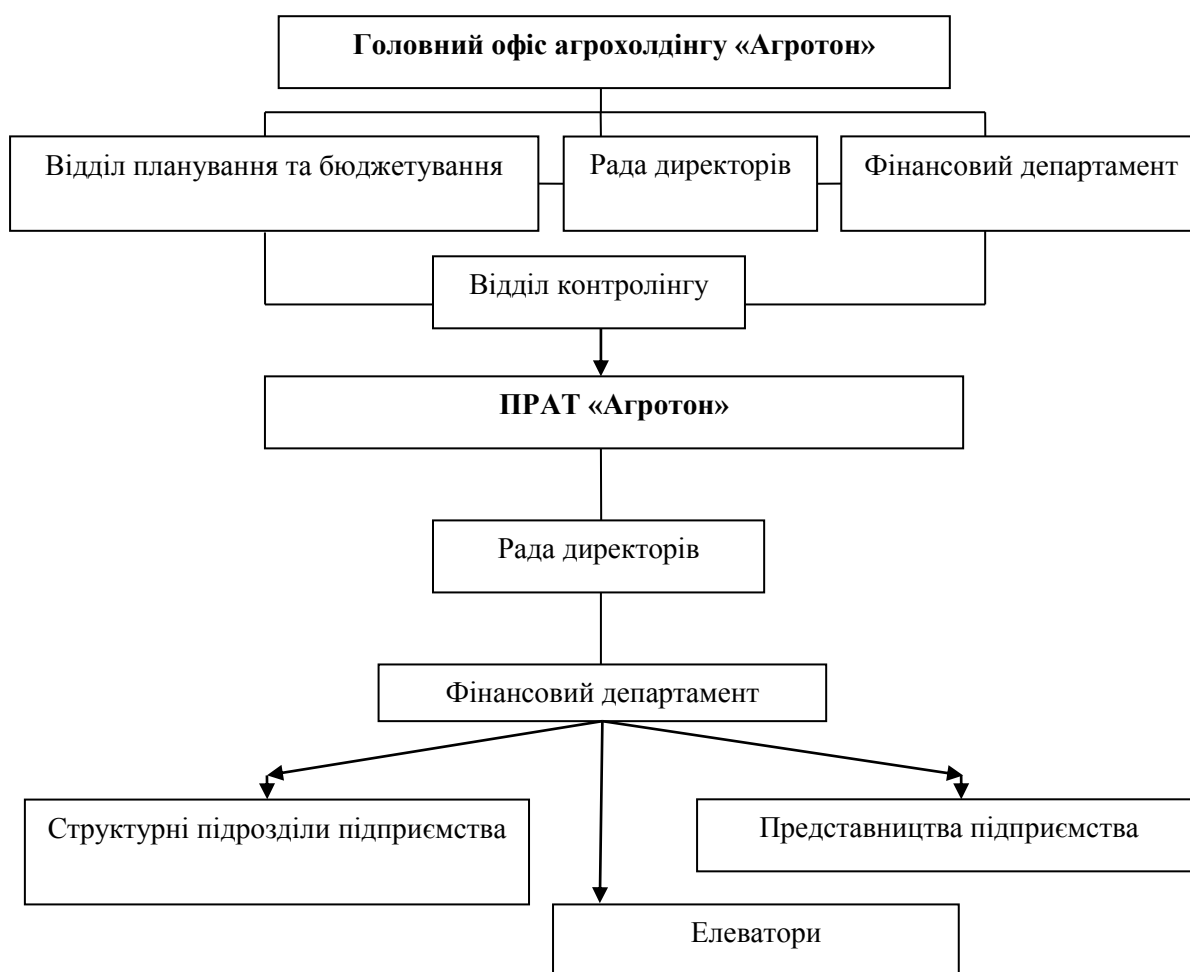 Головний офіс агрохолдінгу «Агротон»
Відділ планування та бюджетування
Рада директорів
Фінансовий департамент
Відділ контролінгу
ПРАТ «Агротон»
Рада директорів
Фінансовий департамент
Структурні підрозділи підприємства
Представництва підприємства
Елеватори